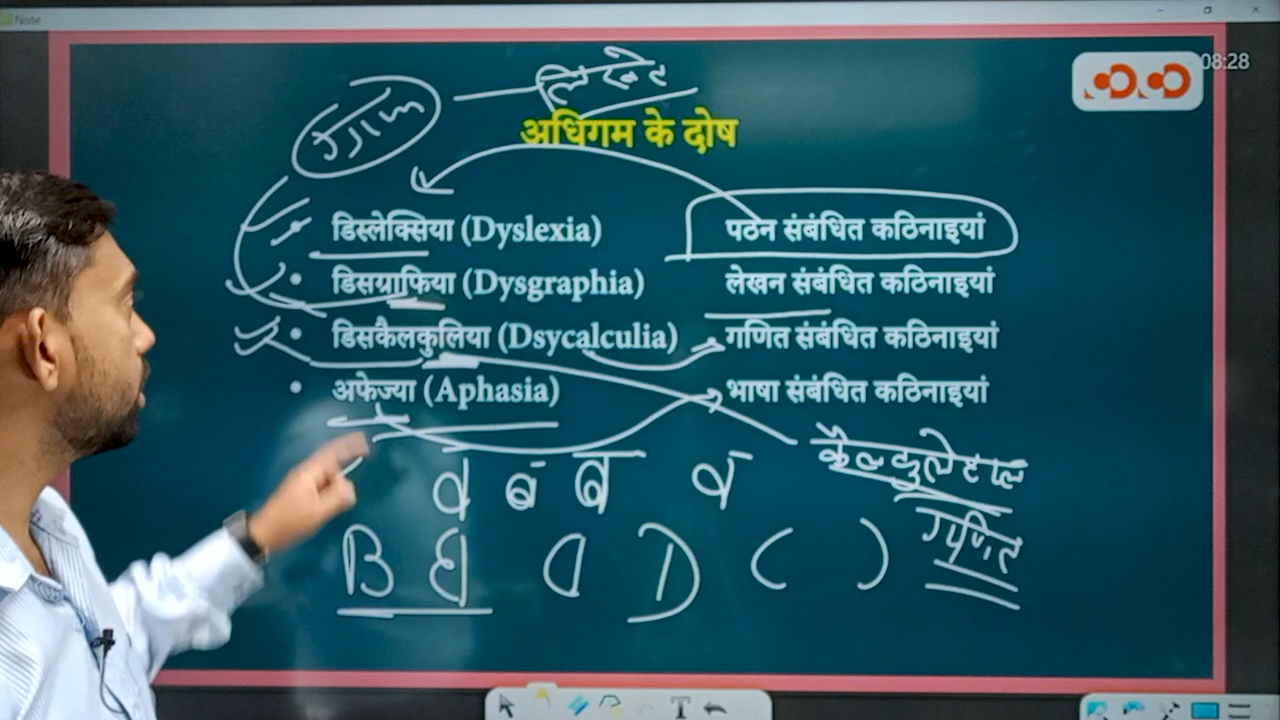 Note
08:28
ग्राफ
अधिगम के दोष
• डिस्लेक्सिया (Dyslexia) पठन संबंधित कठिनाइयां
• डिसग्राफिया (Dysgraphia) लेखन संबंधित कठिनाइयां
• डिसकैलकुलिया (Dsycalculia) गणित संबंधित कठिनाइयां
• अफेज्या (Aphasia) भाषा संबंधित कठिनाइयां
व ब ब व
B B D D ( )
गणित
T